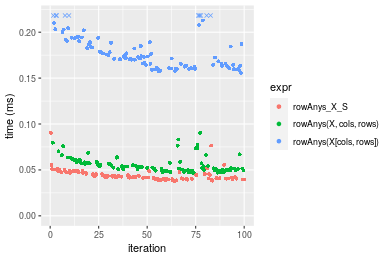 0.20
0.15
0.10
0.05
0.00
time (ms)
0
25
50
75
100
iteration
expr
rowAnys_X_S
rowAnys(X, cols, rows)
rowAnys(X[cols, rows])